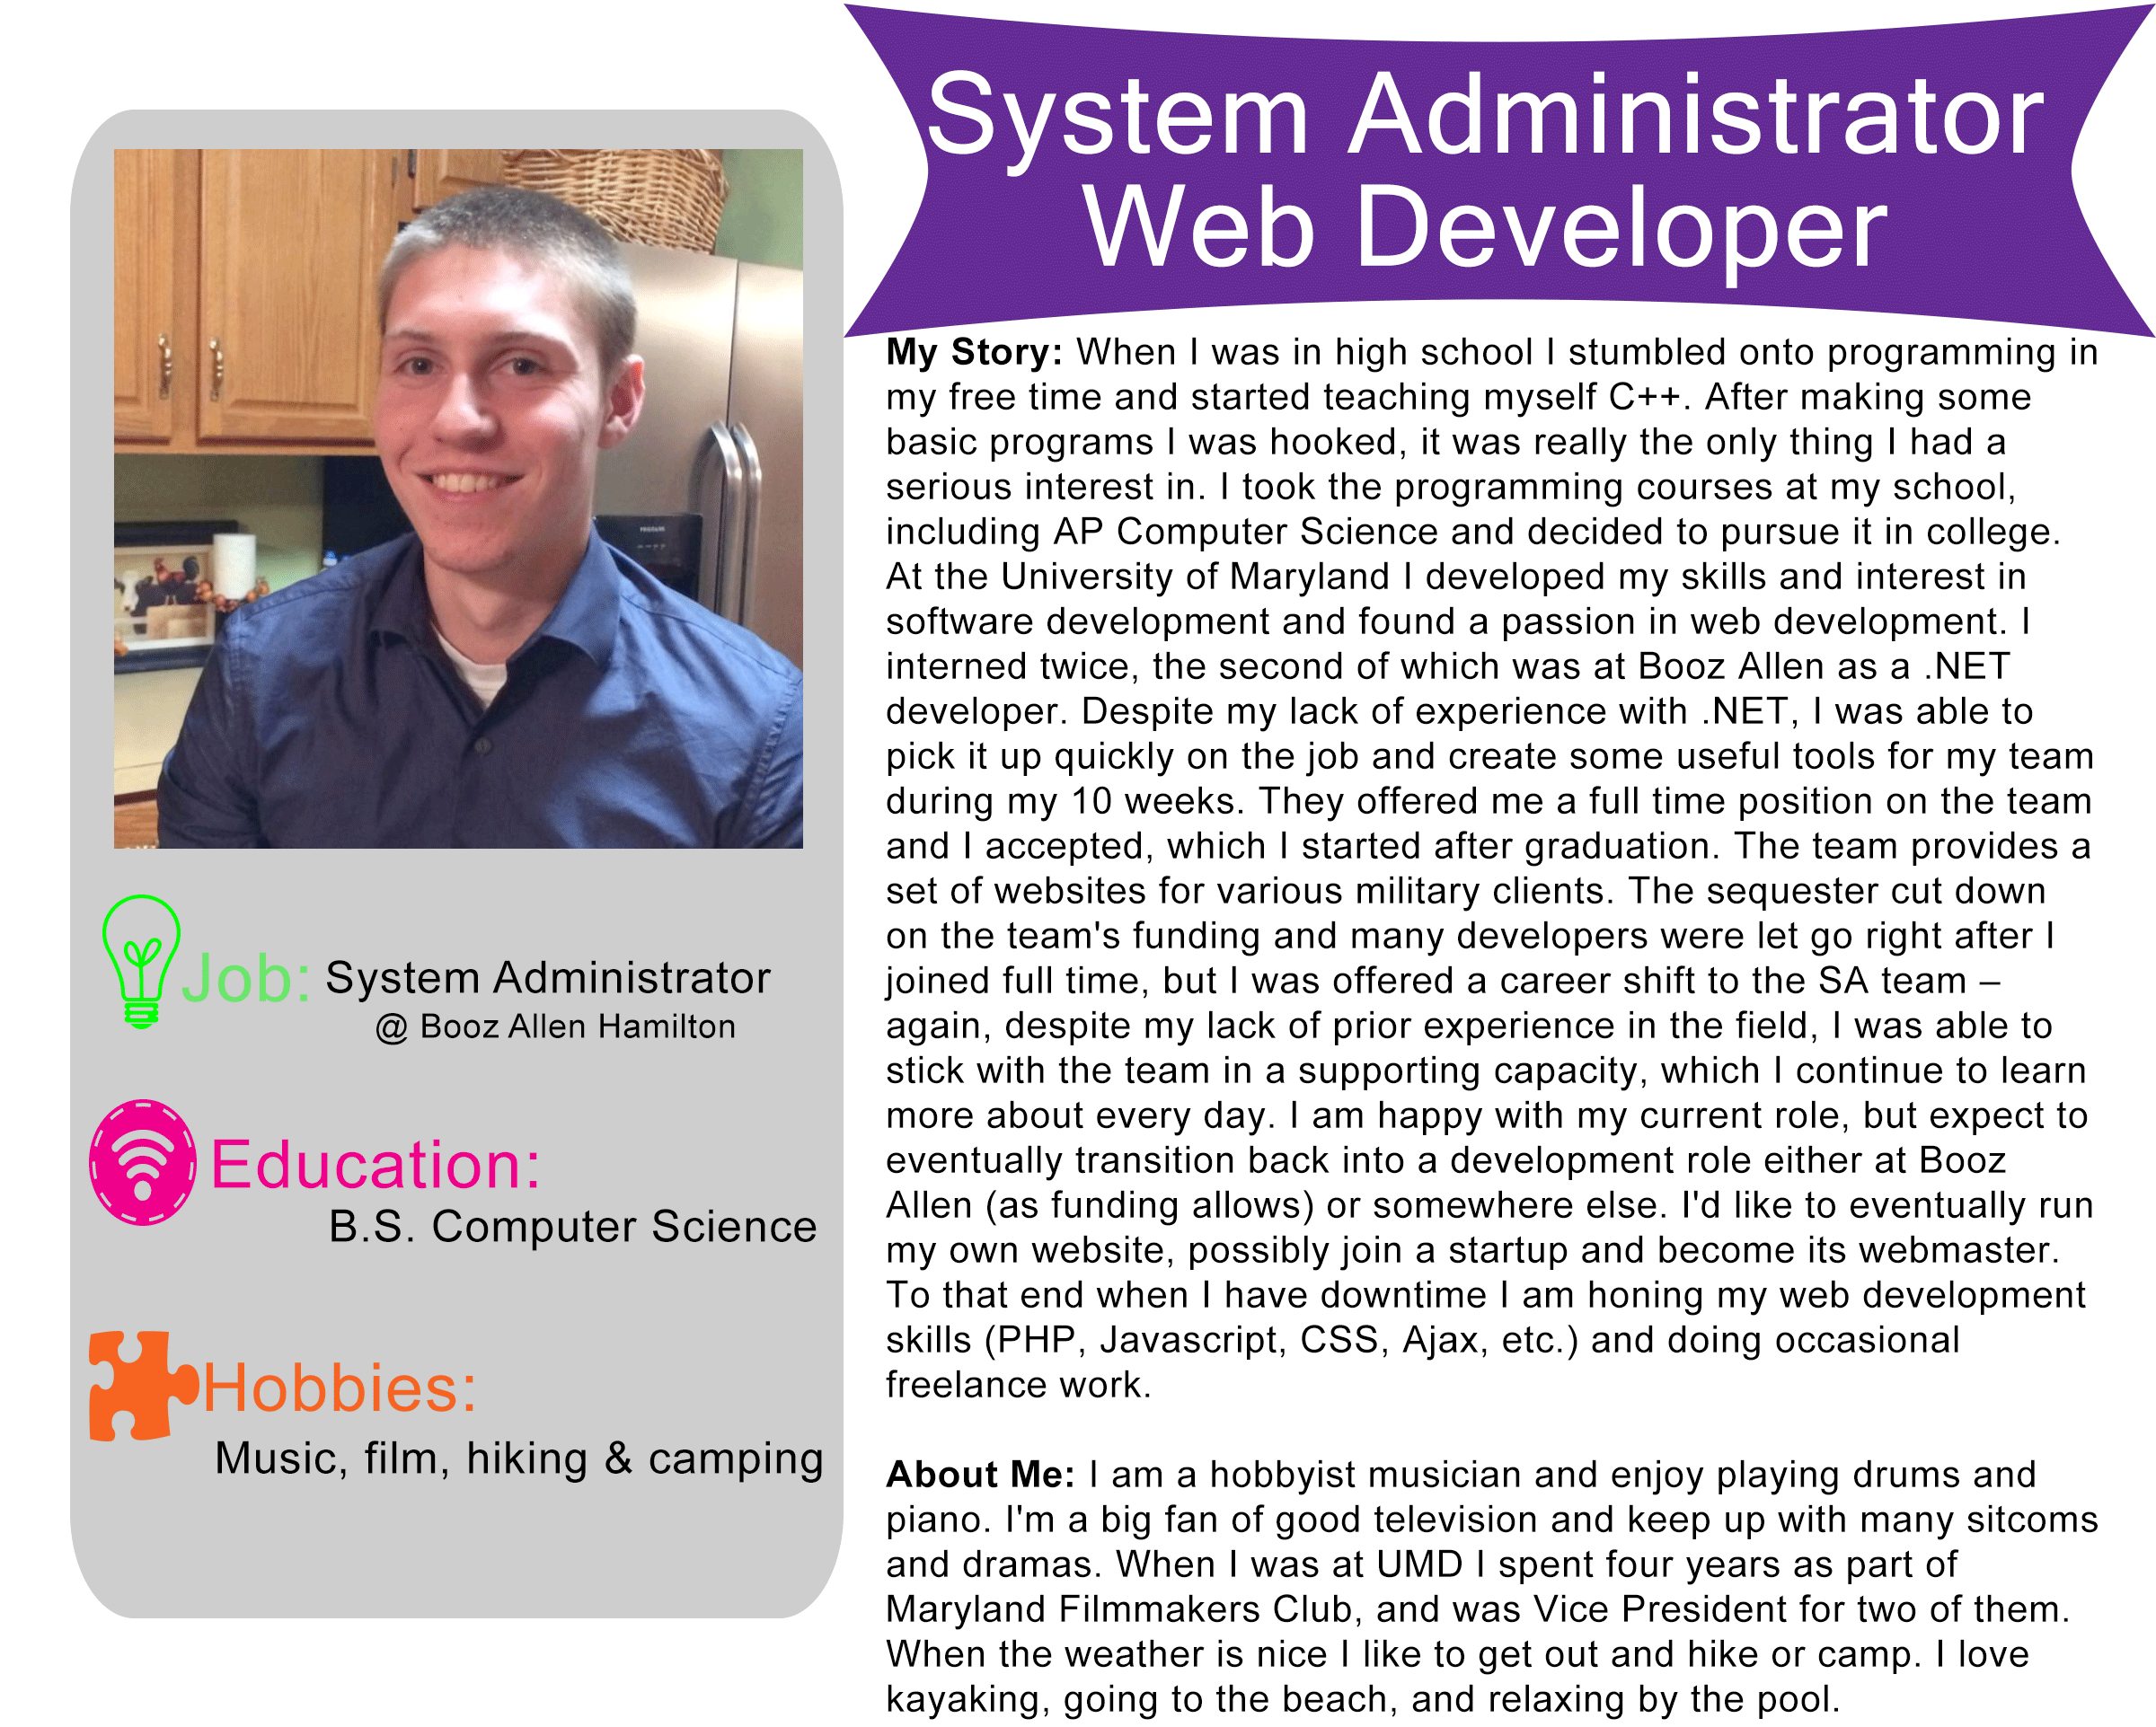 System Administrator
Web Developer
Job: System Administrator
@ Booz Allen Hamilton
Education:
B.S. Computer Science
Hobbies:
Music, film, hiking & camping
My Story: When I was in high school I stumbled onto programming in
my free time and started teaching myself C++. After making some
basic programs I was hooked, it was really the only thing I had a
serious interest in. I took the programming courses at my school,
including AP Computer Science and decided to pursue it in college.
At the University of Maryland I developed my skills and interest in
software development and found a passion in web development. I
interned twice, the second of which was at Booz Allen as a .NET
developer. Despite my lack of experience with .NET, I was able to
pick it up quickly on the job and create some useful tools for my team
during my 10 weeks. They offered me a full time position on the team
and I accepted, which I started after graduation. The team provides a
set of websites for various military clients. The sequester cut down
on the team's funding and many developers were let go right after I
joined full time, but I was offered a career shift to the SA team –
again, despite my lack of prior experience in the field, I was able to
stick with the team in a supporting capacity, which I continue to learn
more about every day. I am happy with my current role, but expect to
eventually transition back into a development role either at Booz
Allen (as funding allows) or somewhere else. I'd like to eventually run
my own website, possibly join a startup and become its webmaster.
To that end when I have downtime I am honing my web development
skills (PHP, Javascript, CSS, Ajax, etc.) and doing occasional
freelance work.
About Me: I am a hobbyist musician and enjoy playing drums and
piano. I'm a big fan of good television and keep up with many sitcoms
and dramas. When I was at UMD I spent four years as part of
Maryland Filmmakers Club, and was Vice President for two of them.
When the weather is nice I like to get out and hike or camp. I love
kayaking, going to the beach, and relaxing by the pool.